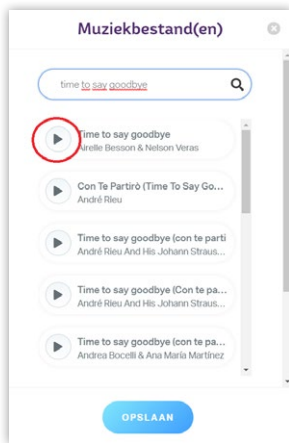 Muziekbestand(en)
time to say goodbye
Time to say goodbye
Airelle Besson & Nelson Veras
Con Te Partirò (Time To Say Go...
André Rieu
Time to say goodbye (con te parti
André Rieu And His Johann Straus...
Time to say goodbye (Con te pa...
André Rieu And His Johann Straus...
Time to say goodbye (con te pa...
Andrea Bocelli & Ana María Martínez
OPSLAAN